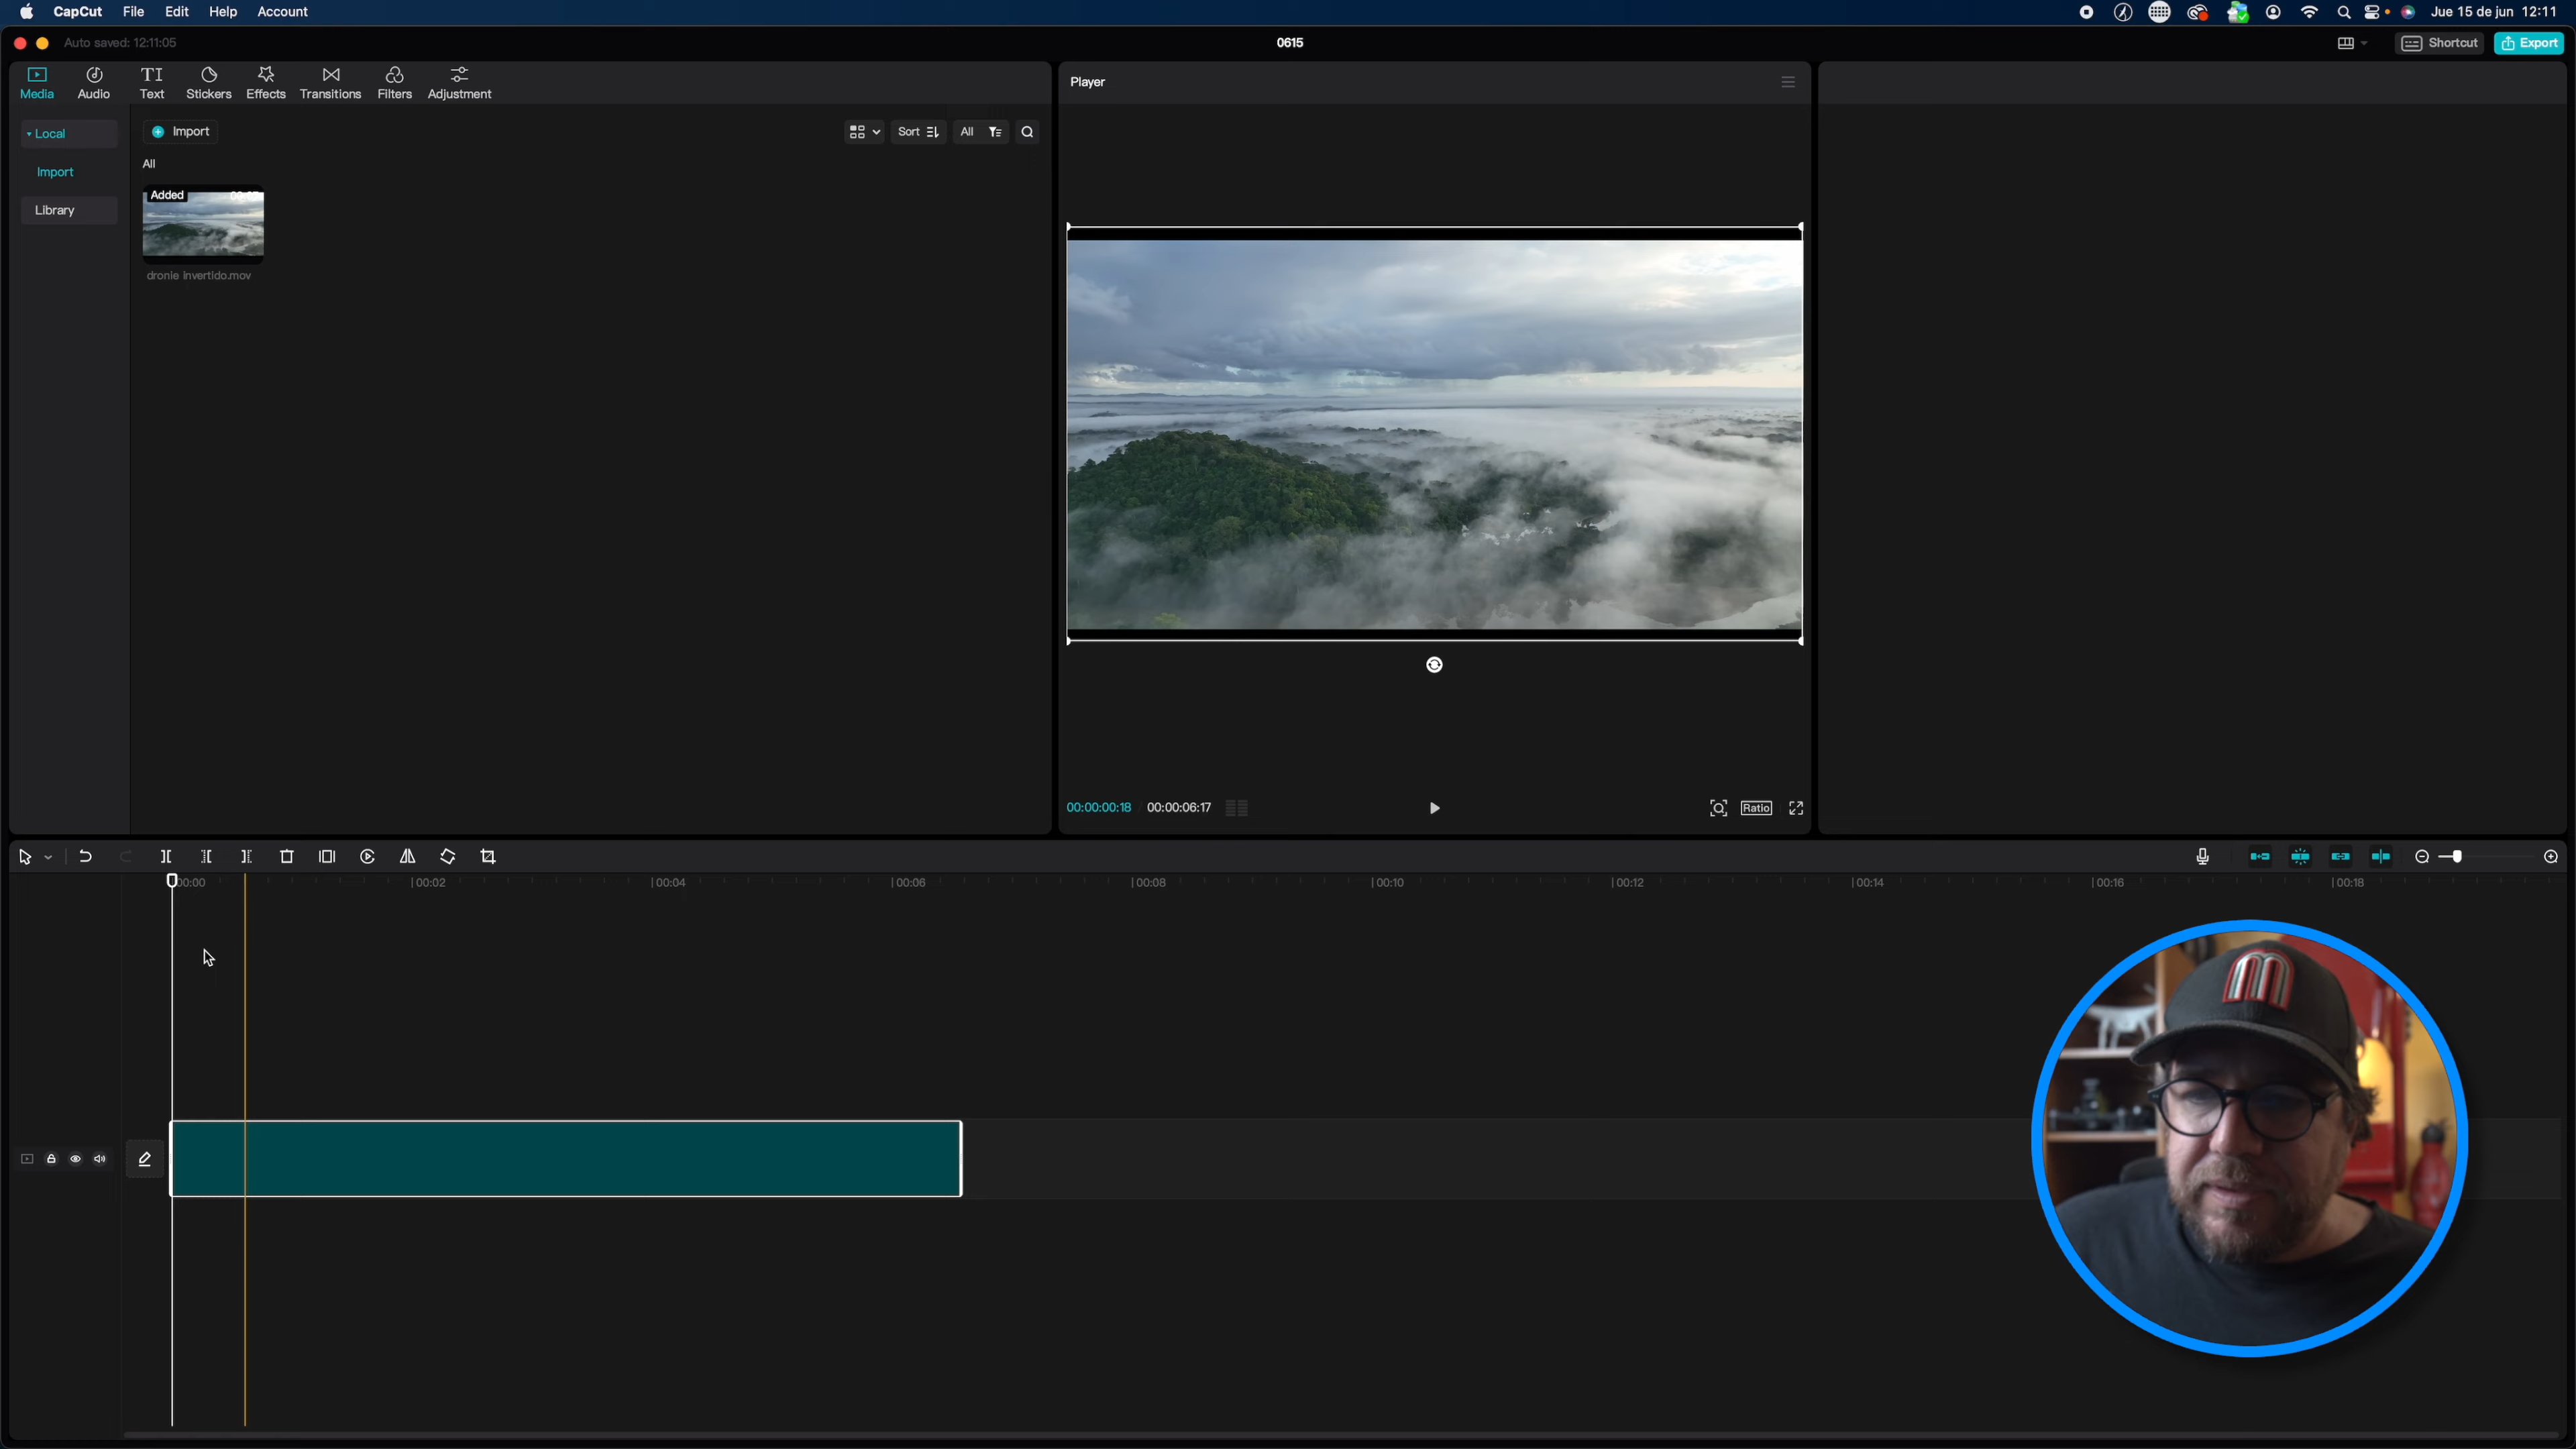 CapCut File Edit Help Account
Jue 15 de jun 12:11
Auto saved: 12:11:05
0615
Shortcut
Export
Media
Audio
TI
Text
Stickers
Effects
Transitions
Filters
Adjustment
Player
Local
Import
Sort
All
Import
All
Added
Library
dronie invertido.mov
00:00:00:18
00:00:06:17
Ratio
00:00
00:02
00:04
00:06
00:08
00:10
00:12
00:14
00:16
00:18